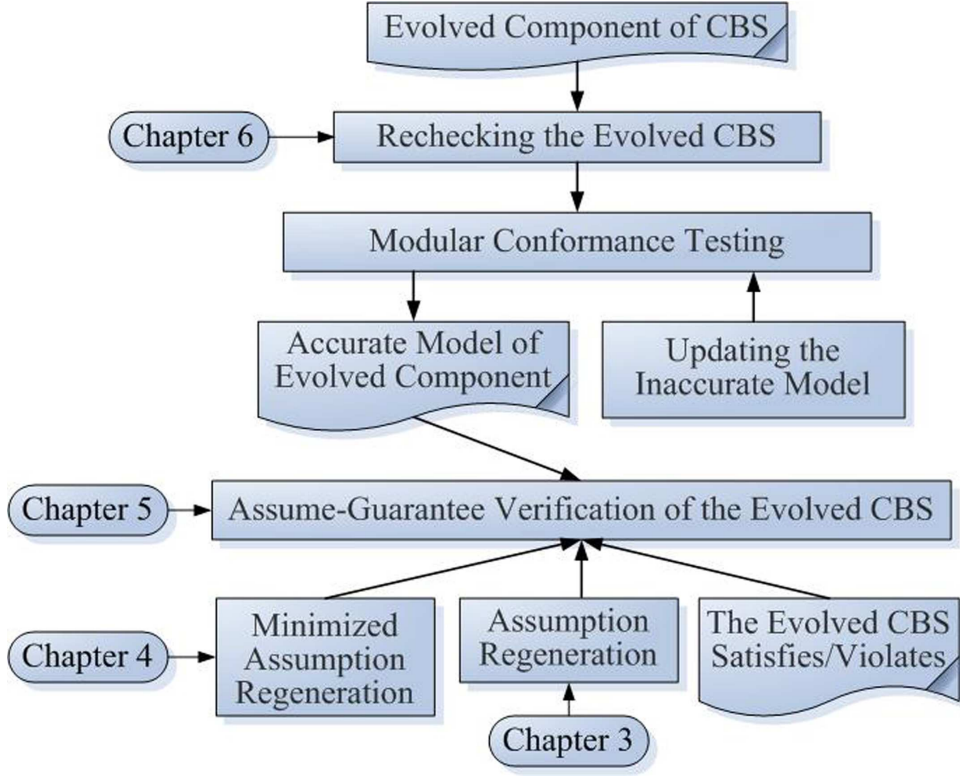 Evolved Component of CBS
Chapter 6
Rechecking the Evolved CBS
Modular Conformance Testing
Accurate Model of
Evolved Component
Updating the
Inaccurate Model
Chapter 5
Assume-Guarantee Verification of the Evolved CBS
Chapter 4
Minimized
Assumption
Regeneration
Assumption
Regeneration
The Evolved CBS
Satisfies/Violates
Chapter 3